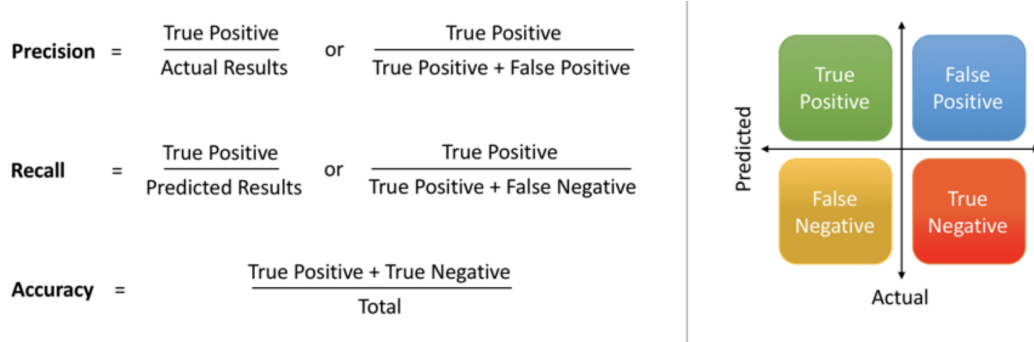 Precision = True Positive / Actual Results or True Positive / True Positive + False Positive
Recall = True Positive / Predicted Results or True Positive / True Positive + False Negative
Accuracy = True Positive + True Negative / Total
Predicted
True
Positive
False
Positive
False
Negative
True
Negative
Actual